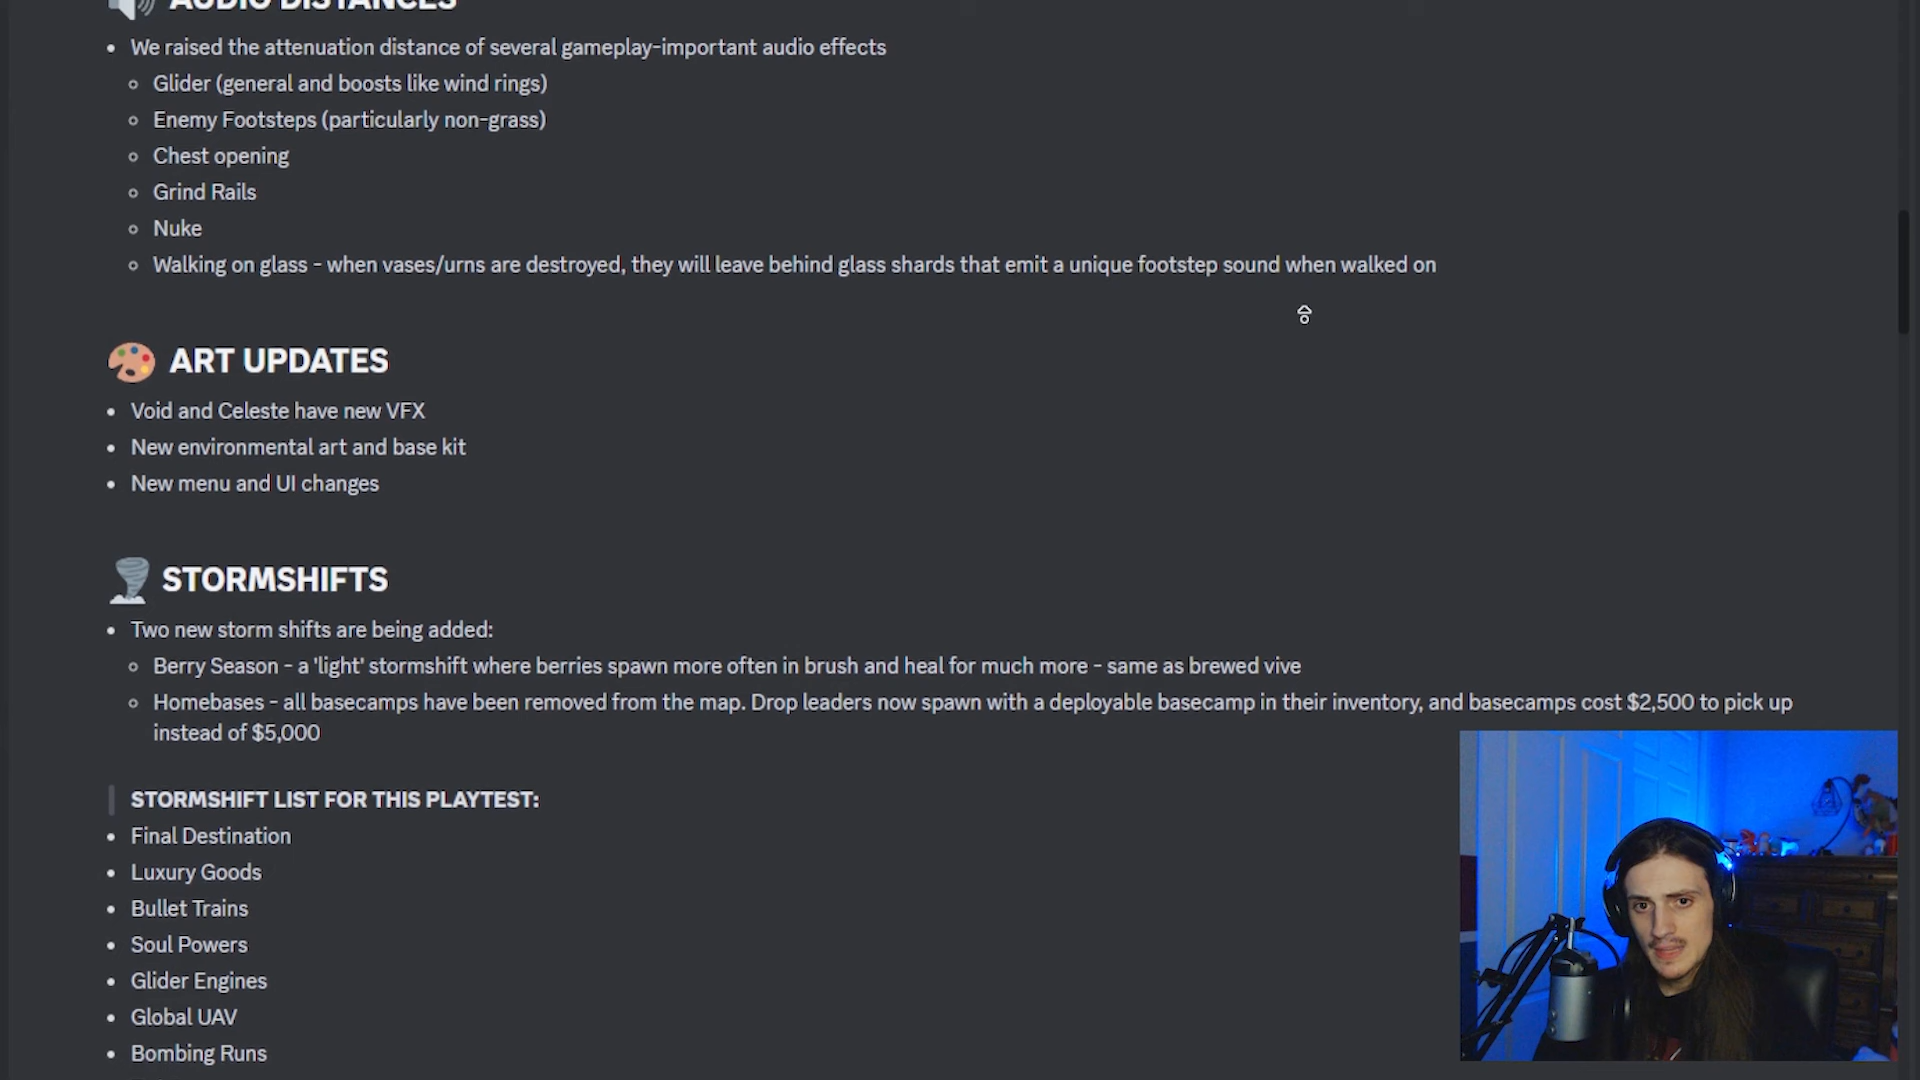 AUDIO DISTANCES
We raised the attenuation distance of several gameplay-important audio effects
Glider (general and boosts like wind rings)
Enemy Footsteps (particularly non-grass)
Chest opening
Grind Rails
Nuke
Walking on glass - when vases/urns are destroyed, they will leave behind glass shards that emit a unique footstep sound when walked on
ART UPDATES
Void and Celeste have new VFX
New environmental art and base kit
New menu and UI changes
STORMSHIFTS
Two new storm shifts are being added:
Berry Season - a 'light' stormshift where berries spawn more often in brush and heal for much more - same as brewed vive
Homebases - all basecamps have been removed from the map. Drop leaders now spawn with a deployable basecamp in their inventory, and basecamps cost $2,500 to pick up
instead of $5,000
STORMSHIFT LIST FOR THIS PLAYTEST:
Final Destination
Luxury Goods
Bullet Trains
Soul Powers
Glider Engines
Global UAV
Bombing Runs